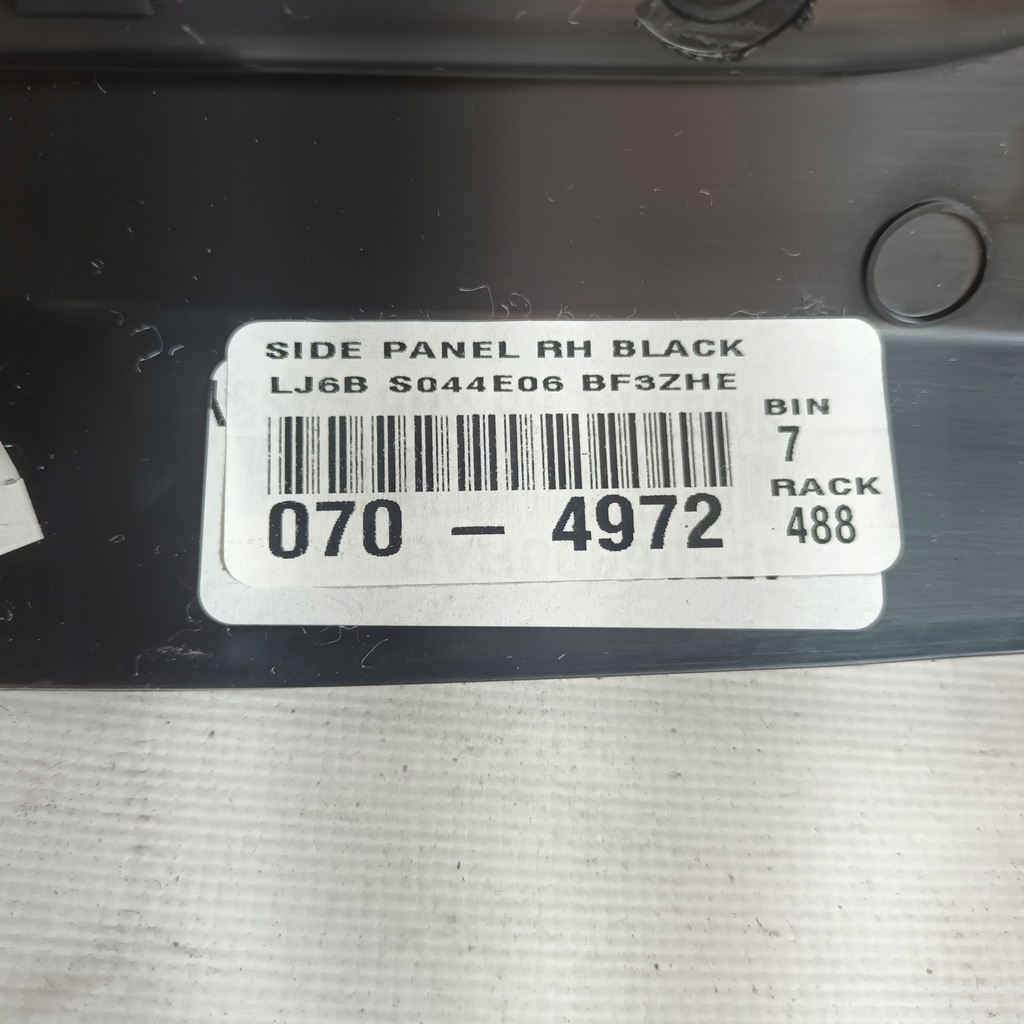 SIDE PANEL RH BLACK
LJ6B S044E06 BF3ZHE
BIN
7
RACK
488
070 - 4972